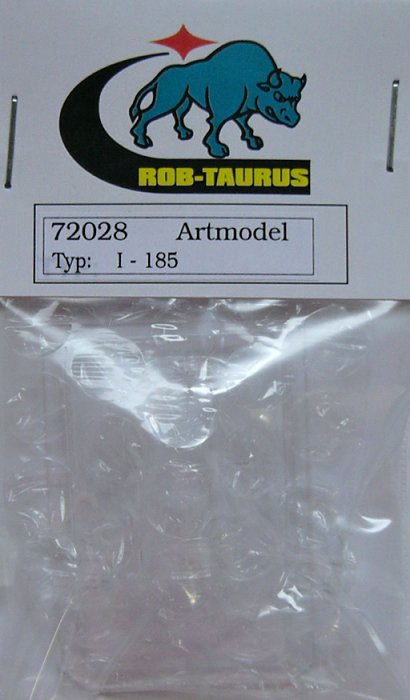 ROB-TAURUS
72028 Artmodel
Typ: I - 185